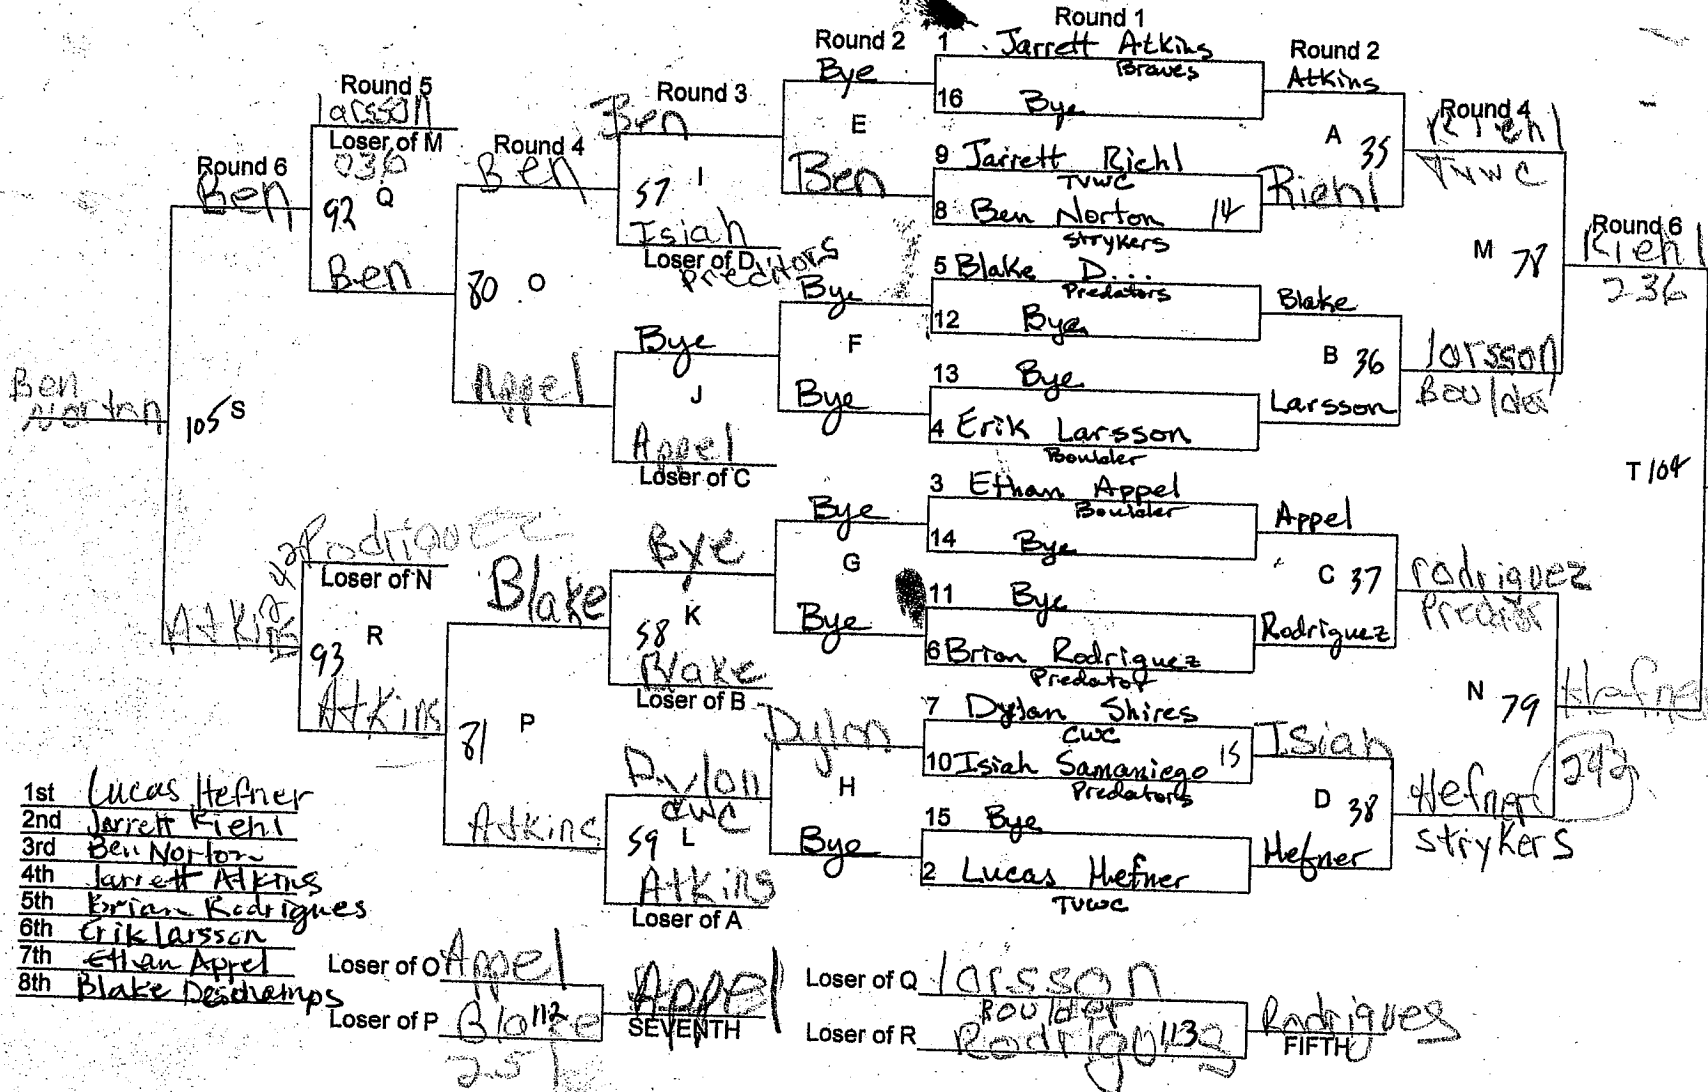 Round 1
Round 2
Round 2
Round 3
Round 4
Round 4
Round 5
Round 6
Round 6
1 Jarrett Atkins
Braves
16 Bye
9 Jarrett Riehl
TVWC
8 Ben Norton 14
Strykers
5 Blake D...
Predators
12 Bye
13 Bye
4 Erik Larsson
Boulder
3 Ethan Appel
Boulder
14 Bye
11 Bye
6 Brian Rodriguez
Predator
7 Dylan Shires
CWC
10 Isiah Samaniego 15
Predators
15 Bye
2 Lucas Hefner
TVWC
Atkins
A 35
Riehl
Blake
B 36
Larsson
Appel
C 37
Rodriguez
Isiah
D 38
Hefner
Riehl
TVWC
M 78
larsson
Boulder
rodriguez
N 79
Hefner
strykers
Riehl
236
T 104
Hefner
242
Bye
E
Ben
Bye
F
Bye
Bye
G
Bye
Dylon
H
Bye
Ben
57 I
Isiah
Loser of D
Preditors
Bye
J
Appel
Loser of C
Bye
58 K
Blake
Loser of B
Dylon
CWC
59 L
Atkins
Loser of A
Ben
80 O
Appel
Blake
81 P
Atkins
larsson
Loser of M
236
92 Q
Ben
Rodriguez
Loser of N
93 R
Atkins
Ben
105 S
Atkins
Ben
Norton
1st Lucas Hefner
2nd Jarrett Riehl
3rd Ben Norton
4th Jarrett Atkins
5th Brian Rodrigues
6th Erik Larsson
7th Ethan Appel
8th Blake Deschamps
Loser of O Appel
Loser of P Blake 112
251
Appel
SEVENTH
Loser of Q larsson
Boulder
Loser of R Rodrigues 113
Rodrigues
FIFTH